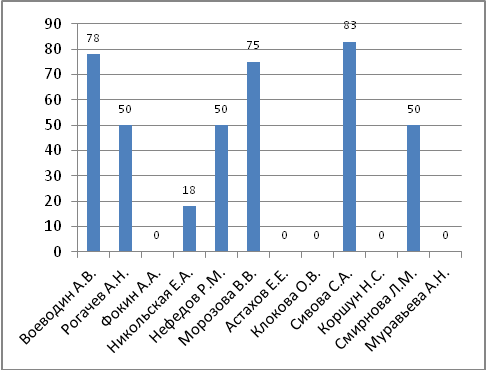 90
80
70
60
50
40
30
20
10
0
78
50
0
18
50
75
0
0
83
0
50
0
Воеводин А.В.
Рогачев А.Н.
Фокин А.А.
Никольская Е.А.
Нефедов Р.М.
Морозова В.В.
Астахов Е.Е.
Клокова О.В.
Сивова С.А.
Коршун Н.С.
Смирнова Л.М.
Муравьева А.Н.